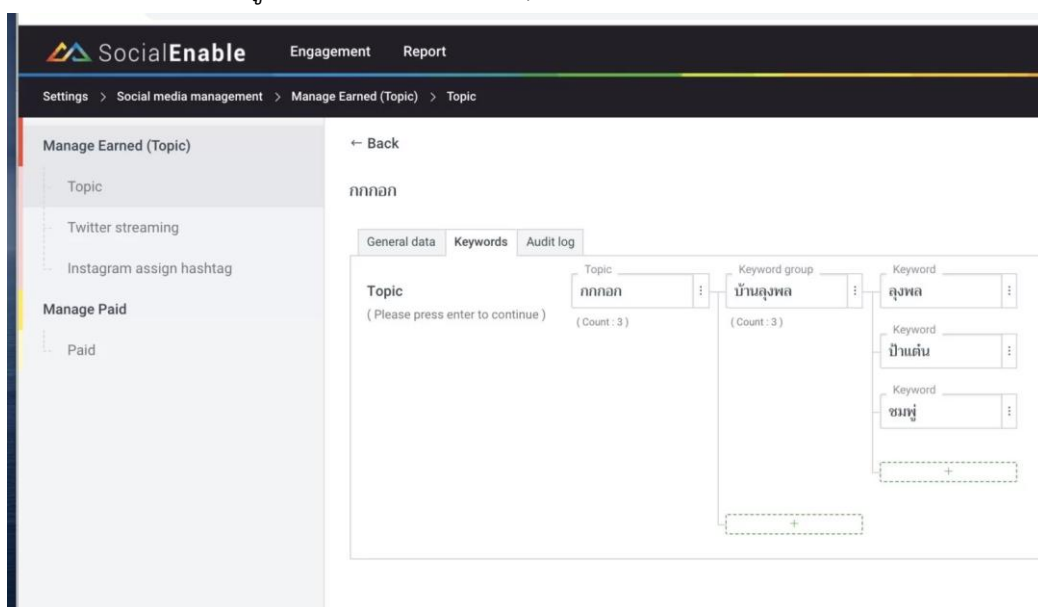 SocialEnable
Engagement Report
Settings > Social media management > Manage Earned (Topic) > Topic
Manage Earned (Topic)
Topic
Twitter streaming
Instagram assign hashtag
Manage Paid
Paid
← Back
กกกอก
General data Keywords Audit log
Topic
( Please press enter to continue )
Topic
กกกอก
( Count : 3 )
Keyword group
บ้านลุงพล
( Count : 3 )
Keyword
ลุงพล
Keyword
ป้าแต๋น
Keyword
ชมพู่
+
+